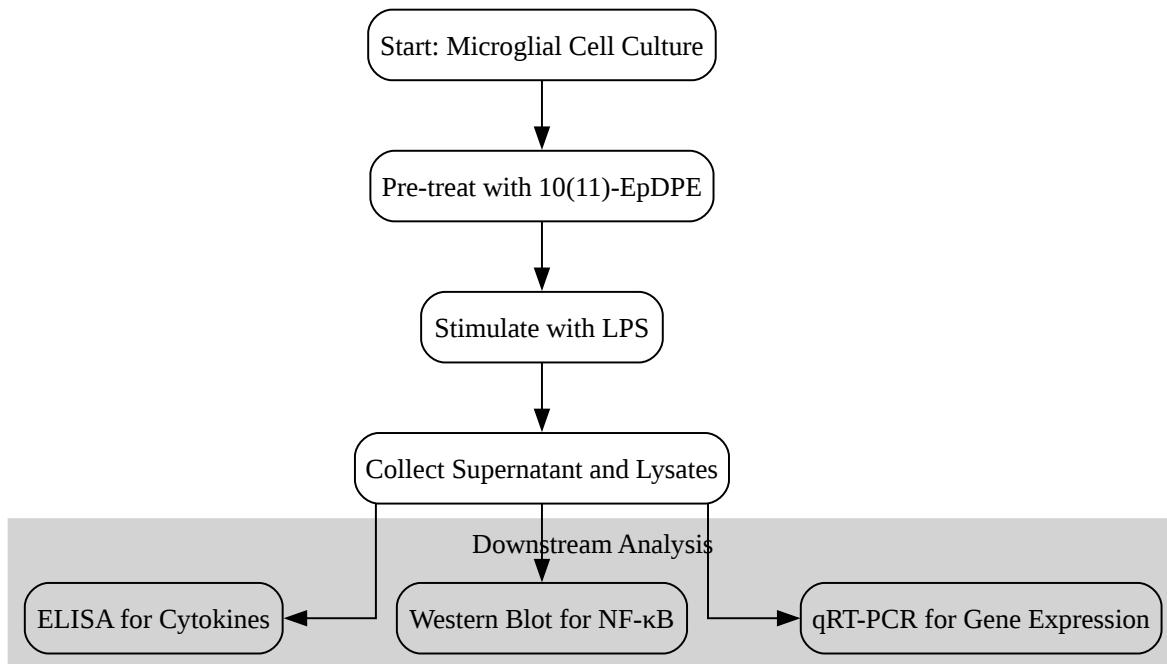 Start: Microglial Cell Culture
Pre-treat with 10(11)-EpDPE
Stimulate with LPS
Collect Supernatant and Lysates
Downstream Analysis
ELISA for Cytokines
Western Blot for NF-κB
qRT-PCR for Gene Expression